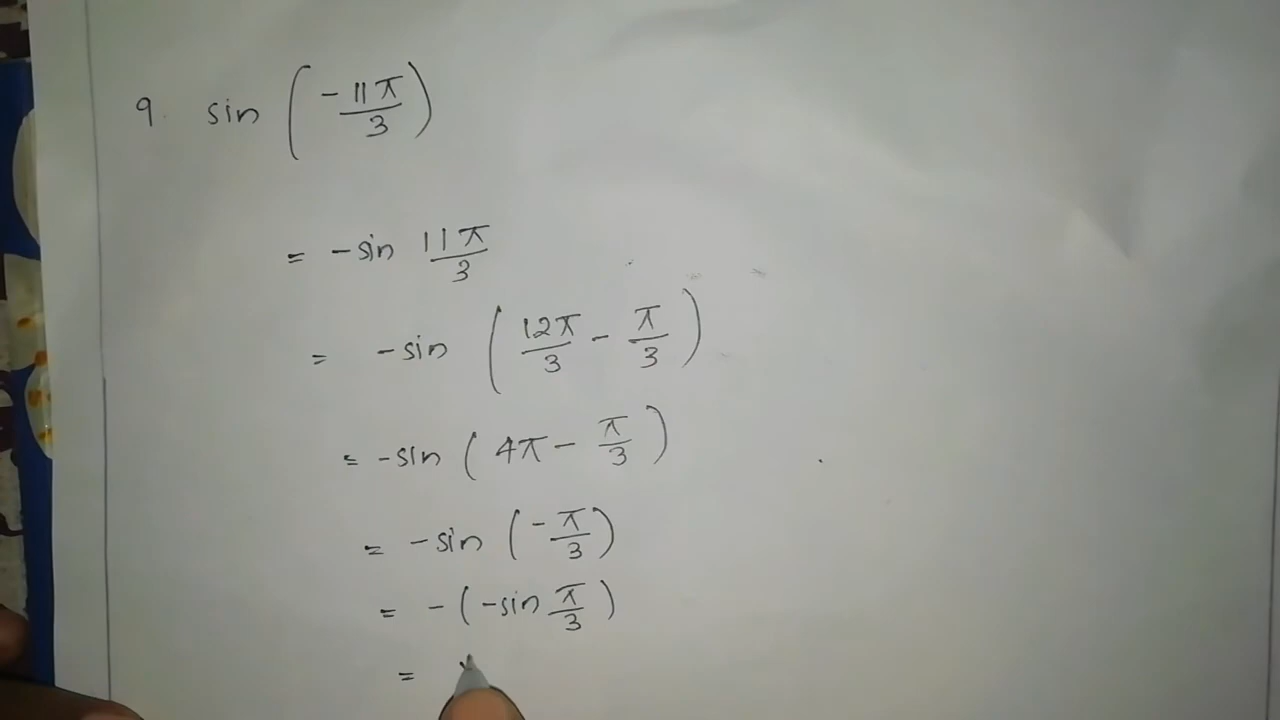 9. sin (-11π/3)
= -sin 11π/3
= -sin (12π/3 - π/3)
= -sin (4π - π/3)
= -sin (-π/3)
= -(-sin π/3)
=